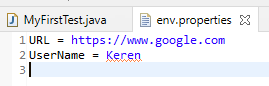 MyFirstTest.java env.properties
1 URL = https://www.google.com
2 UserName = Keren
3